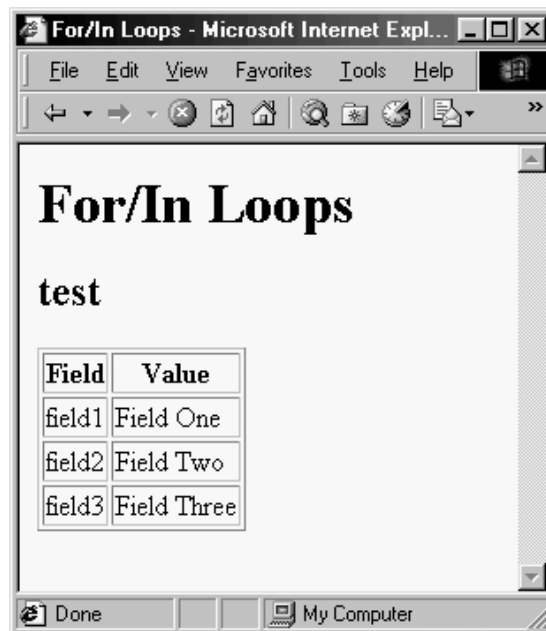 For/In Loops - Microsoft Internet Expl...
File Edit View Favorites Tools Help
»
For/In Loops
test
Field Value
field1 Field One
field2 Field Two
field3 Field Three
Done My Computer